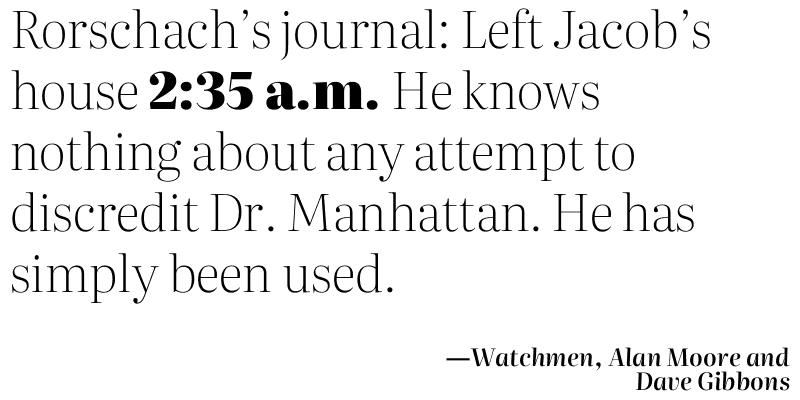 Rorschach’s journal: Left Jacob’s
house 2:35 a.m. He knows
nothing about any attempt to
discredit Dr. Manhattan. He has
simply been used.
—Watchmen, Alan Moore and
Dave Gibbons